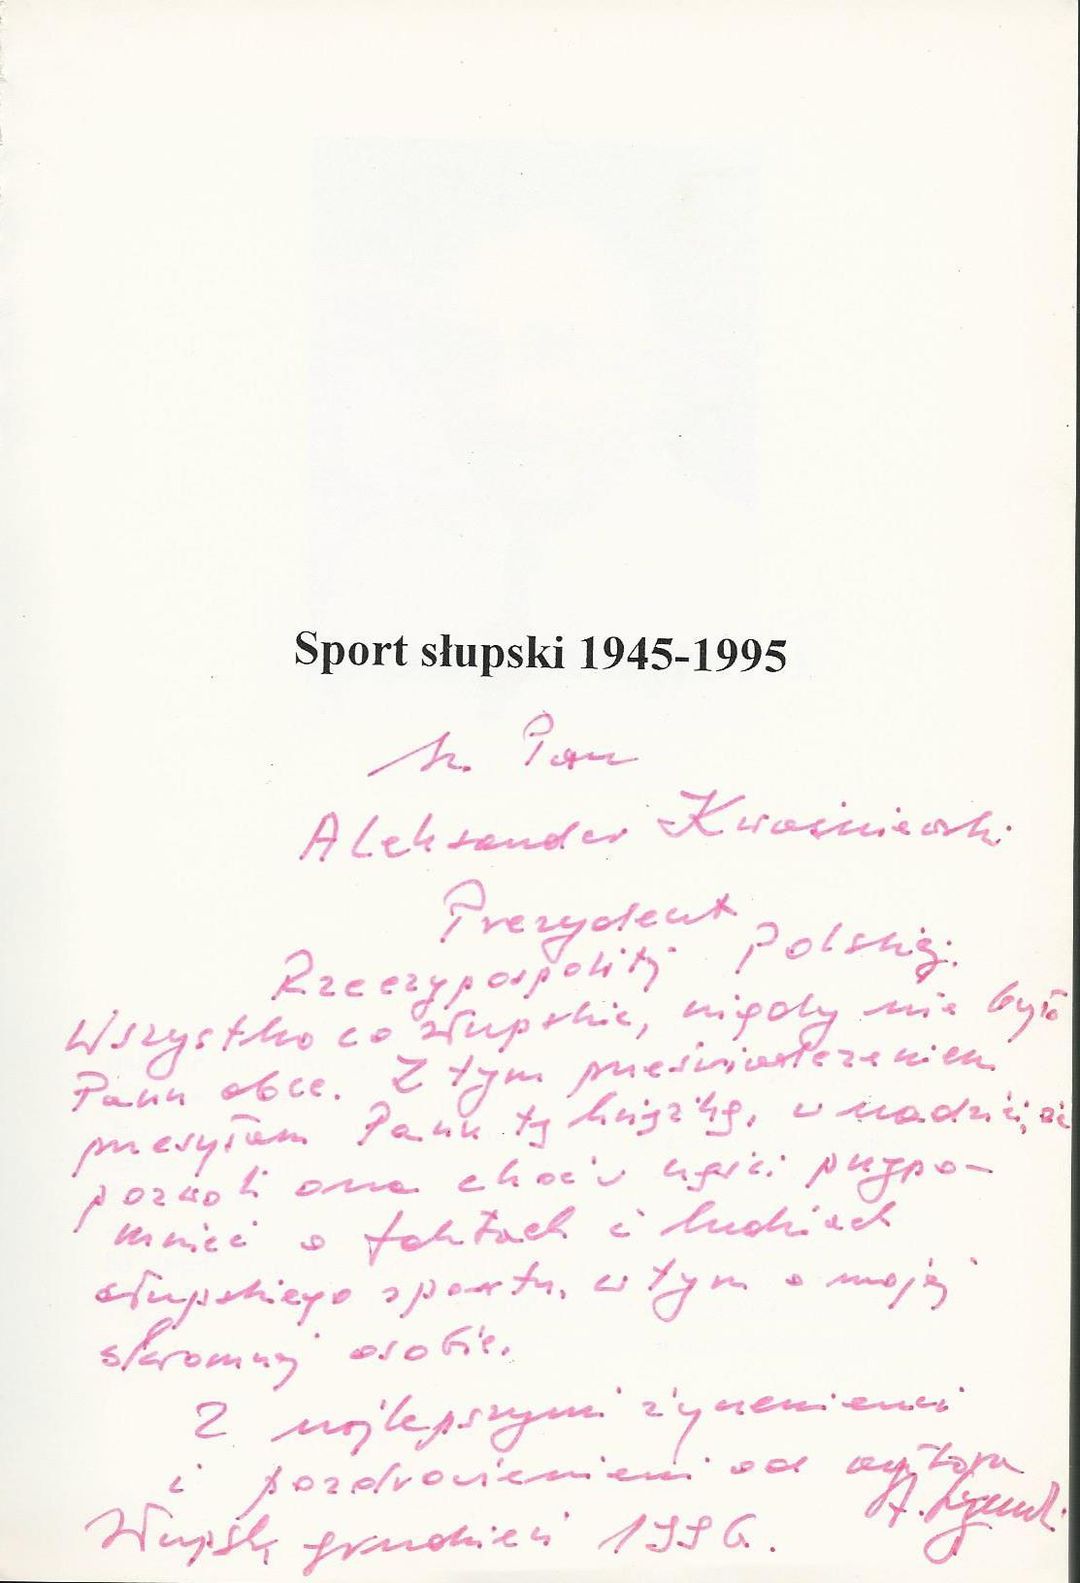 Sport słupski 1945-1995
Sz. Pan
Aleksander Kwaśniewski
Prezydent
Rzeczypospolitej Polskiej.
Wszystko co słupskie, nigdy nie było
Panu obce. Z tym przeświadczeniem
przesyłam Panu tę książkę, w nadziei, że
pozwoli ona choć w części przypo-
mnieć o faktach i ludziach
słupskiego sportu, w tym o mojej
skromnej osobie.
Z najlepszymi życzeniami
i pozdrowieniami od autora
A.
Słupsk, grudzień 1996.